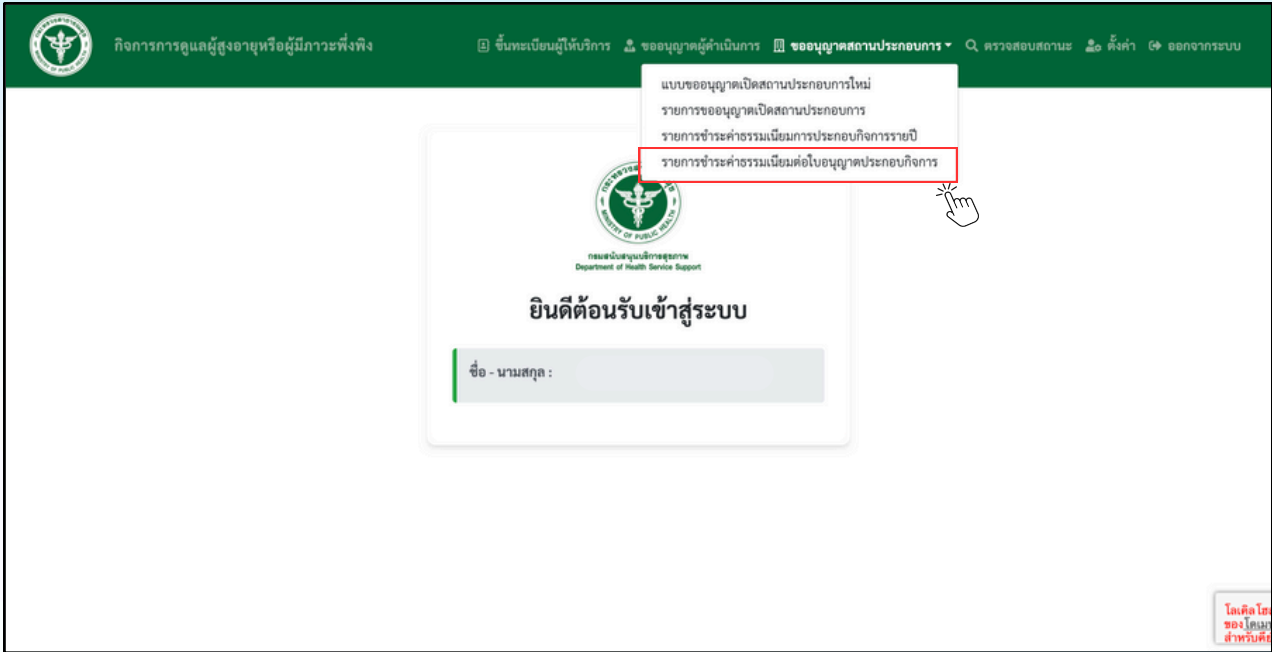 กิจการการดูแลผู้สูงอายุหรือผู้มีภาวะพึ่งพิง
ขึ้นทะเบียนผู้ให้บริการ ขออนุญาตผู้ดำเนินการ ขออนุญาตสถานประกอบการ ตรวจสอบสถานะ ตั้งค่า ออกจากระบบ
แบบขออนุญาตเปิดสถานประกอบการใหม่
รายการขออนุญาตเปิดสถานประกอบการ
รายการชำระค่าธรรมเนียมการประกอบกิจการรายปี
รายการชำระค่าธรรมเนียมต่อใบอนุญาตประกอบกิจการ
MINISTRY OF PUBLIC HEALTH
กรมสนับสนุนบริการสุขภาพ
Department of Health Service Support
ยินดีต้อนรับเข้าสู่ระบบ
ชื่อ - นามสกุล :
ของ
สำหรับ